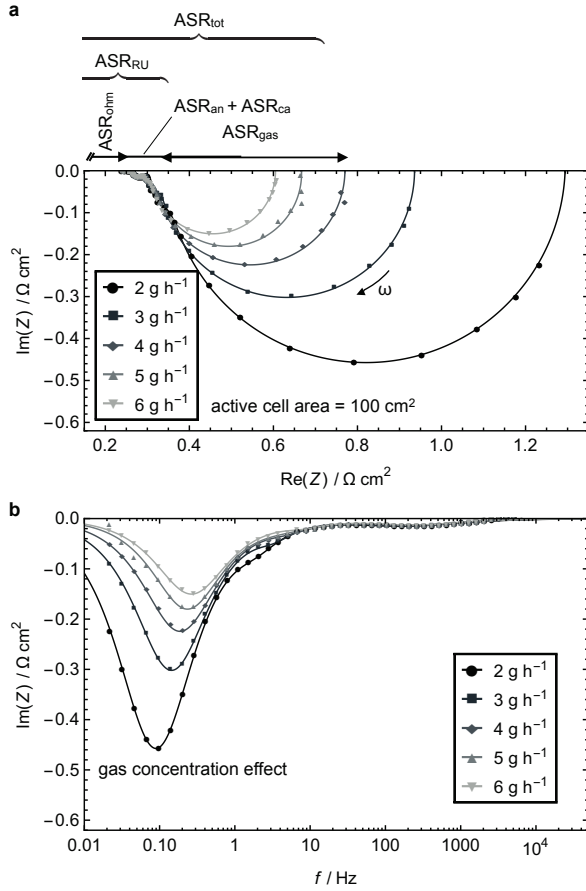 a
ASR_tot
ASR_RU
ASR_ohm
ASR_an + ASR_ca
ASR_gas
0.0
-0.1
-0.2
-0.3
-0.4
-0.5
-0.6
Im(Z) / Ω cm²
2 g h⁻¹
3 g h⁻¹
4 g h⁻¹
5 g h⁻¹
6 g h⁻¹
ω
active cell area = 100 cm²
0.2 0.4 0.6 0.8 1.0 1.2
Re(Z) / Ω cm²
b
0.0
-0.1
-0.2
-0.3
-0.4
-0.5
-0.6
Im(Z) / Ω cm²
gas concentration effect
2 g h⁻¹
3 g h⁻¹
4 g h⁻¹
5 g h⁻¹
6 g h⁻¹
0.01 0.10 1 10 100 1000 10⁴
f / Hz